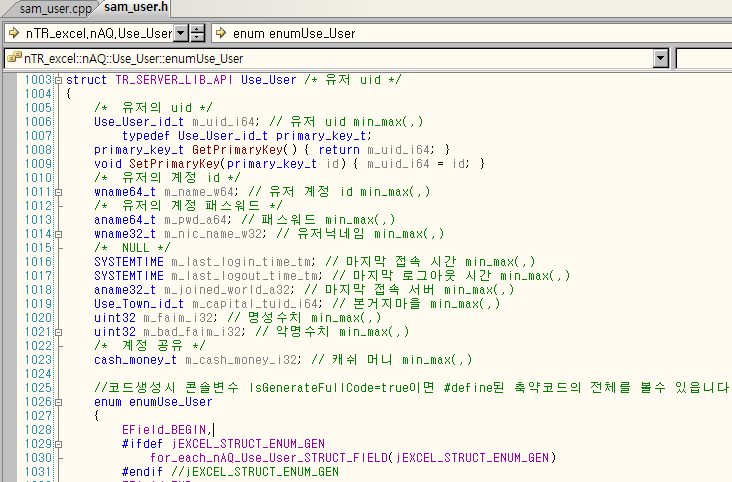 sam_user.cpp sam_user.h
nTR_excel,nAQ,Use_User enum enumUse_User
nTR_excel::nAQ::Use_User::enumUse_User
1003 struct TR_SERVER_LIB_API Use_User /* 유저 uid */
1004 {
1005 /* 유저의 uid */
1006 Use_User_id_t m_uid_i64; // 유저 uid min_max(,)
1007 typedef Use_User_id_t primary_key_t;
1008 primary_key_t GetPrimaryKey() { return m_uid_i64; }
1009 void SetPrimaryKey(primary_key_t id) { m_uid_i64 = id; }
1010 /* 유저의 계정 id */
1011 wname64_t m_name_w64; // 유저 계정 id min_max(,)
1012 /* 유저의 계정 패스워드 */
1013 aname64_t m_pwd_a64; // 패스워드 min_max(,)
1014 wname32_t m_nic_name_w32; // 유저닉네임 min_max(,)
1015 /* NULL */
1016 SYSTEMTIME m_last_login_time_tm; // 마지막 접속 시간 min_max(,)
1017 SYSTEMTIME m_last_logout_time_tm; // 마지막 로그아웃 시간 min_max(,)
1018 aname32_t m_joined_world_a32; // 마지막 접속 서버 min_max(,)
1019 Use_Town_id_t m_capital_tuid_i64; // 본거지마을 min_max(,)
1020 uint32 m_faim_i32; // 명성수치 min_max(,)
1021 uint32 m_bad_faim_i32; // 악명수치 min_max(,)
1022 /* 계정 공유 */
1023 cash_money_t m_cash_money_i32; // 캐쉬 머니 min_max(,)
1024
1025 //코드생성시 콘솔변수 IsGenerateFullCode=true이면 #define된 축약코드의 전체를 볼수 있읍니다
1026 enum enumUse_User
1027 {
1028 EField_BEGIN,
1029 #ifdef jEXCEL_STRUCT_ENUM_GEN
1030 for_each_nAQ_Use_User_STRUCT_FIELD(jEXCEL_STRUCT_ENUM_GEN)
1031 #endif //jEXCEL_STRUCT_ENUM_GEN